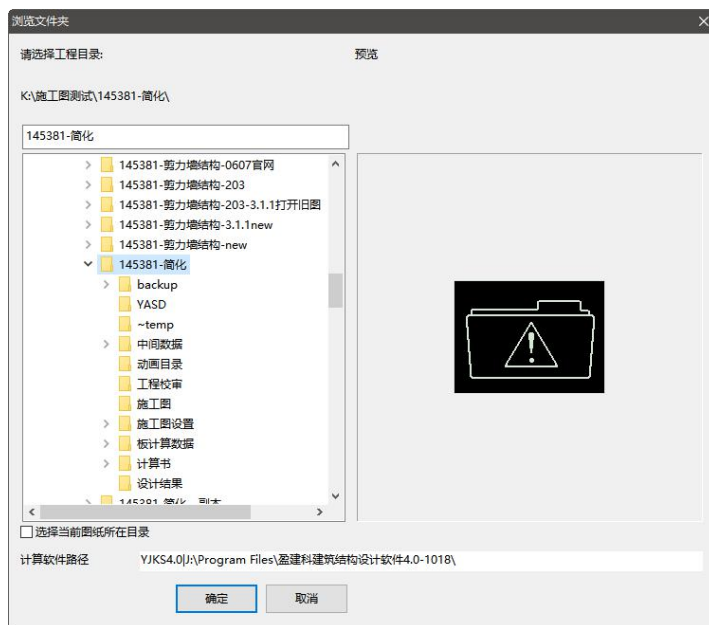 浏览文件夹
请选择工程目录:
预览
K:\施工图测试\145381-简化\
145381-简化
145381-剪力墙结构-0607官网
145381-剪力墙结构-203
145381-剪力墙结构-203-3.1.1打开旧图
145381-剪力墙结构-3.1.1new
145381-剪力墙结构-new
145381-简化
backup
YASD
~temp
中间数据
动画目录
工程校审
施工图
施工图设置
板计算数据
计算书
设计结果
145381-简化 - 副本
选择当前图纸所在目录
计算软件路径
YJKS4.0|J:\Program Files\盈建科建筑结构设计软件4.0-1018\
确定
取消